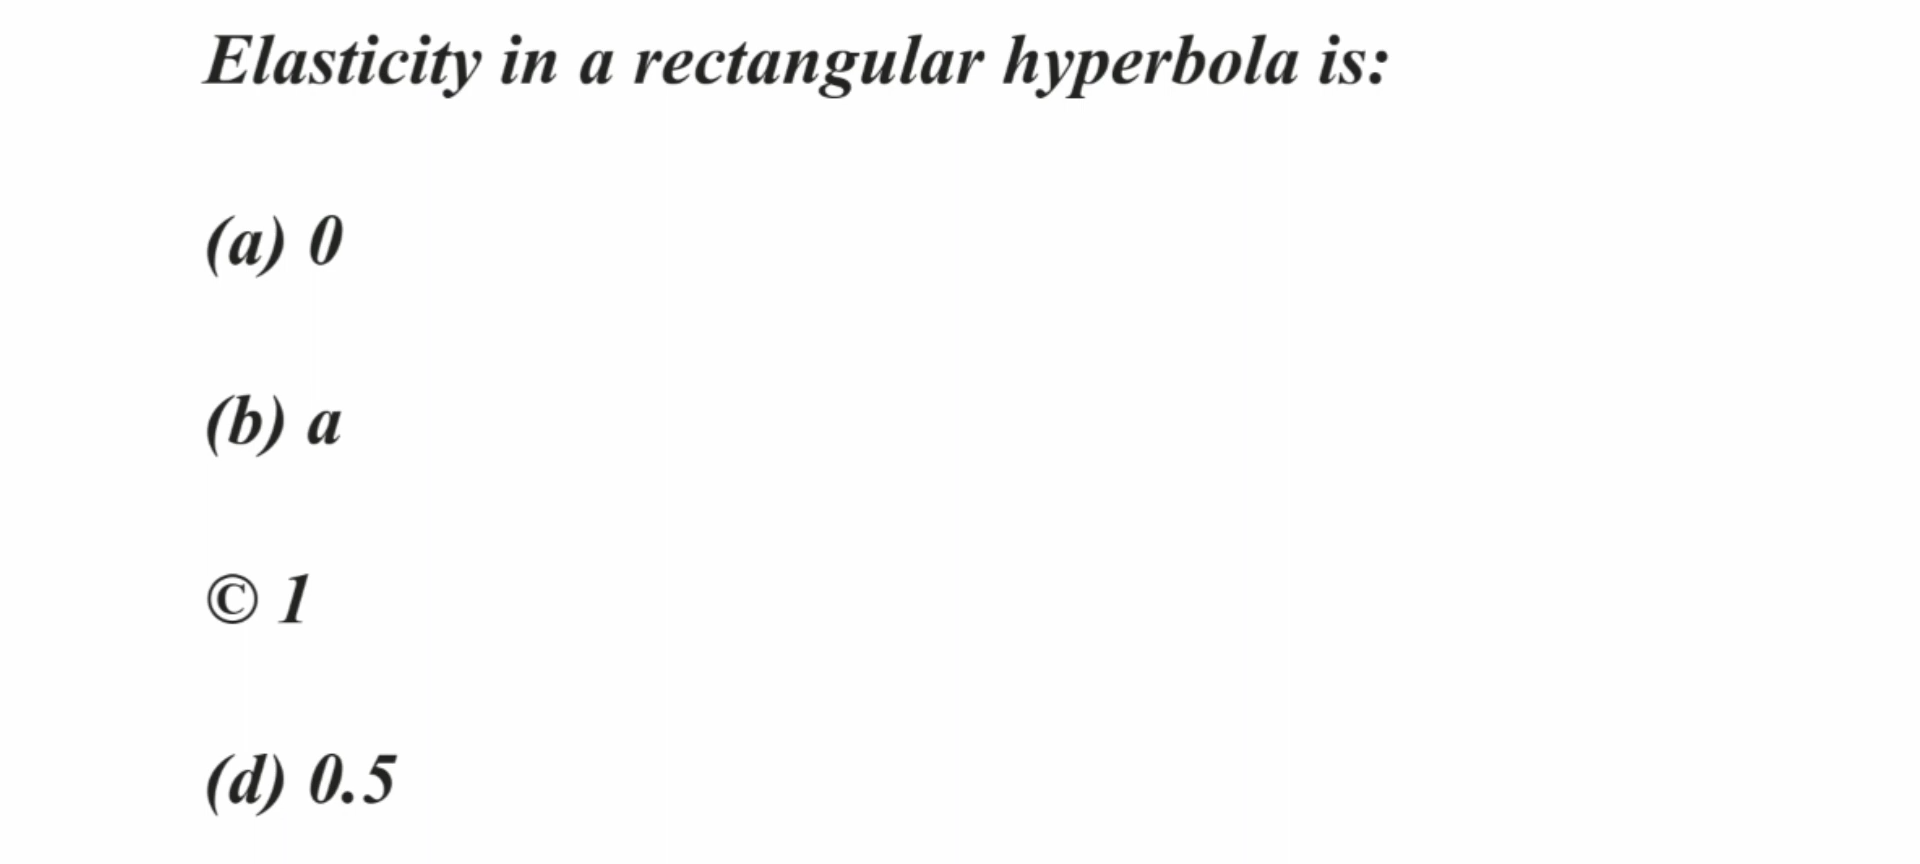 Elasticity in a rectangular hyperbola is:
(a) 0
(b) a
© 1
(d) 0.5